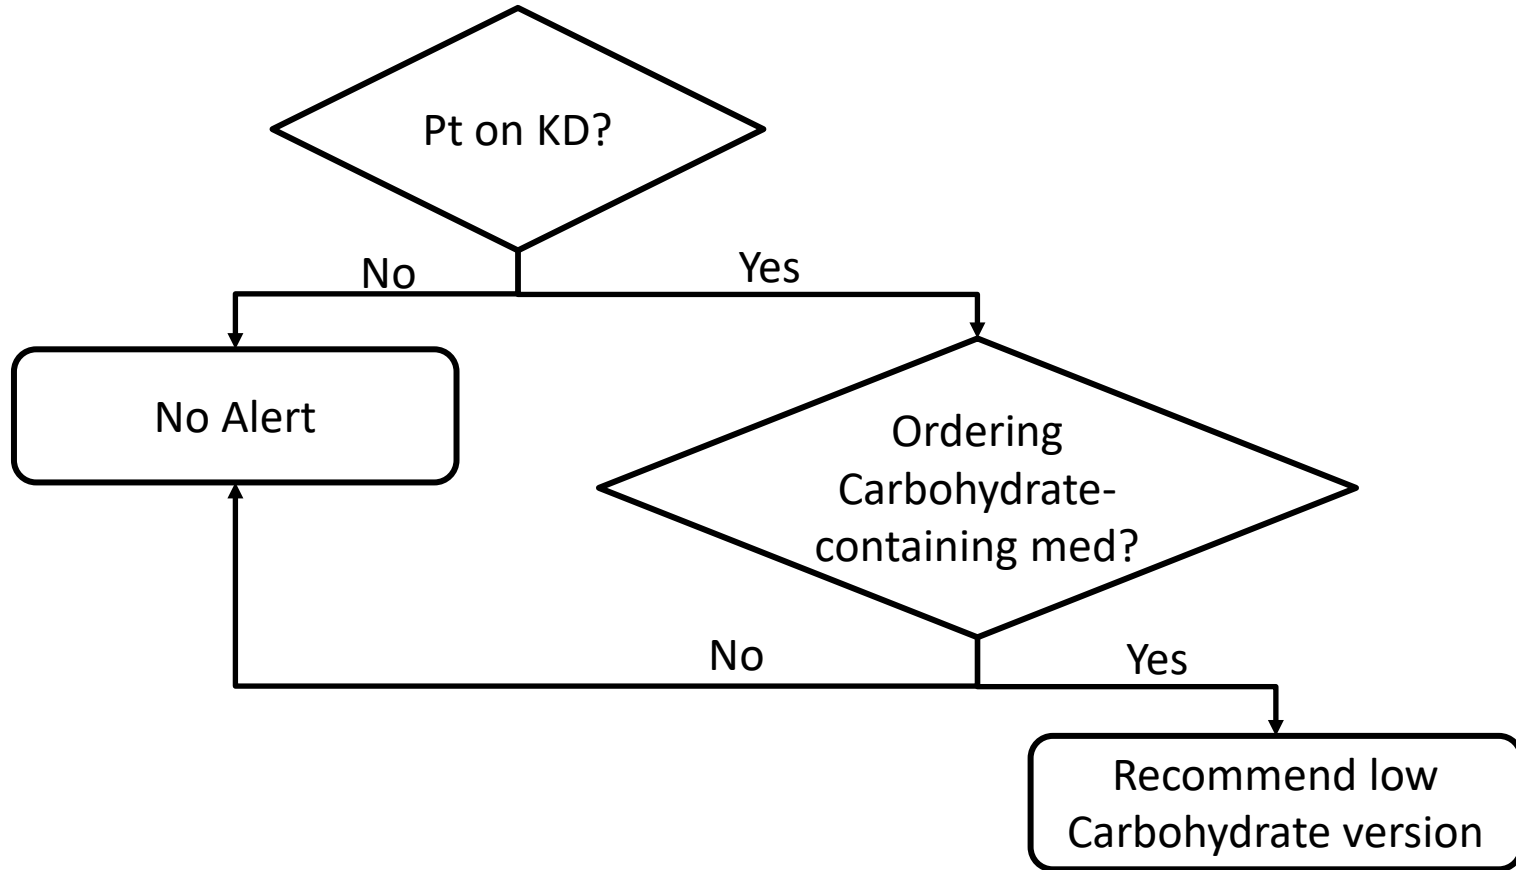 Pt on KD?
No
Yes
No Alert
Ordering
Carbohydrate-
containing med?
No
Yes
Recommend low
Carbohydrate version